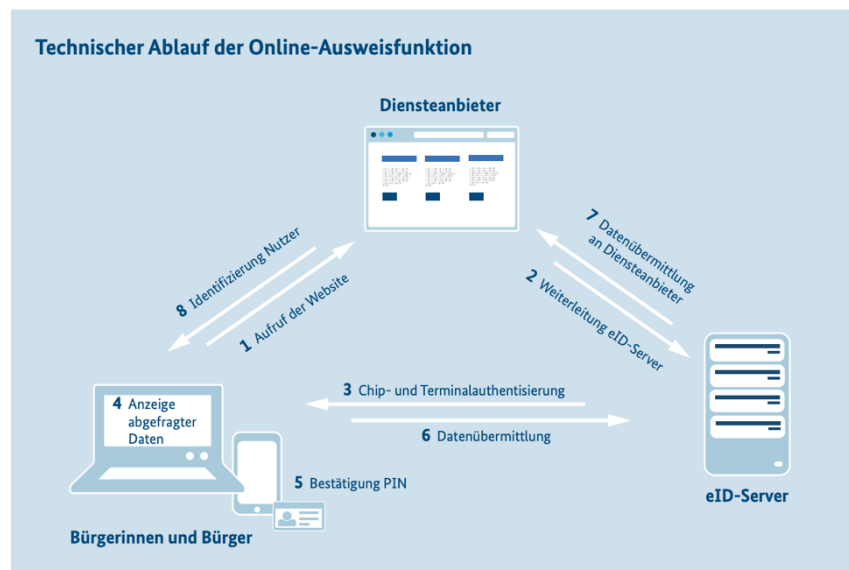 Technischer Ablauf der Online-Ausweisfunktion
Diensteanbieter
8 Identifizierung Nutzer
1 Aufruf der Website
7 Datenübermittlung
an Diensteanbieter
2 Weiterleitung eID-Server
3 Chip- und Terminalauthentisierung
6 Datenübermittlung
4 Anzeige
abgefragter
Daten
5 Bestätigung PIN
eID-Server
Bürgerinnen und Bürger